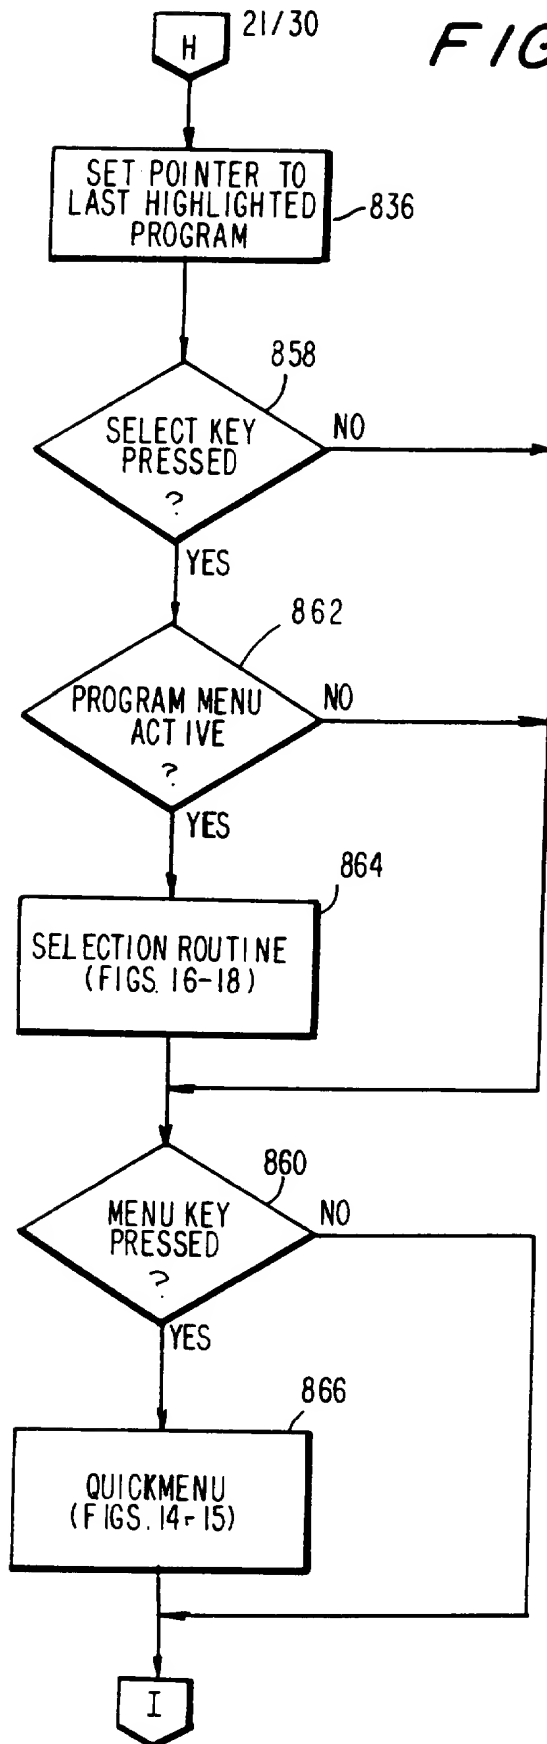 H
21/30
FIG
SET POINTER TO
LAST HIGHLIGHTED
PROGRAM
836
858
SELECT KEY
PRESSED
?
NO
YES
862
PROGRAM MENU
ACTIVE
?
NO
YES
864
SELECTION ROUTINE
(FIGS. 16-18)
860
MENU KEY
PRESSED
?
NO
YES
866
QUICKMENU
(FIGS. 14-15)
I